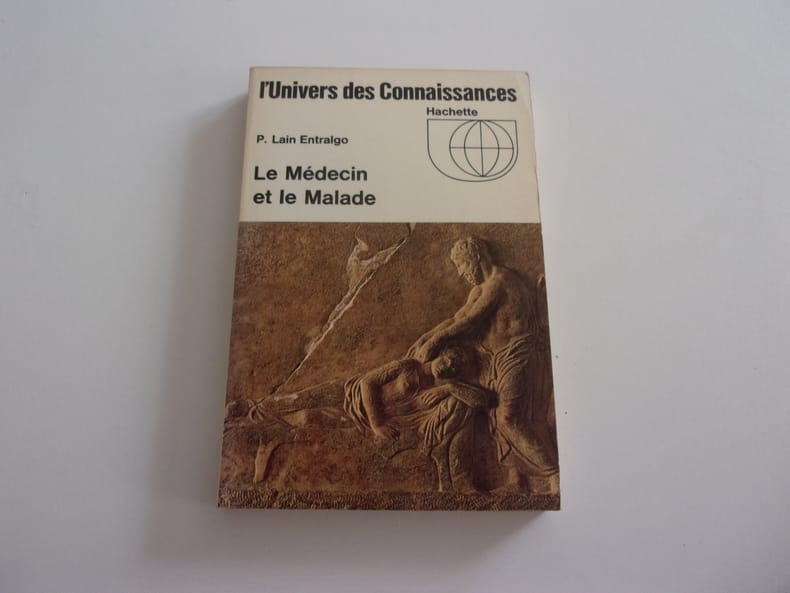 l'Univers des Connaissances
Hachette
P. Lain Entralgo
Le Médecin
et le Malade